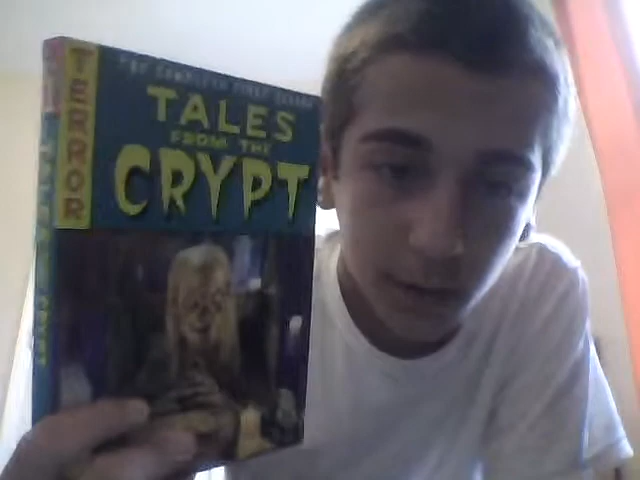 THE COMPLETE FIRST SEASON
TERROR
TALES
FROM THE
CRYPT